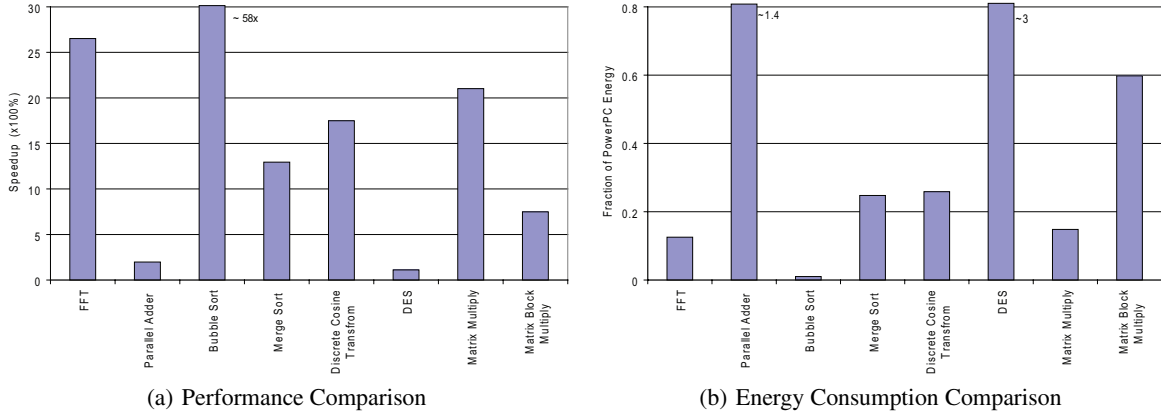 30
25
20
15
10
5
0
Speedup (x100%)
~ 58x
FFT
Parallel Adder
Bubble Sort
Merge Sort
Discrete Cosine
Transfrom
DES
Matrix Multiply
Matrix Block
Multiply
(a) Performance Comparison
0.8
0.6
0.4
0.2
0
Fraction of PowerPC Energy
~1.4
~3
FFT
Parallel Adder
Bubble Sort
Merge Sort
Discrete Cosine
Transfrom
DES
Matrix Multiply
Matrix Block
Multiply
(b) Energy Consumption Comparison